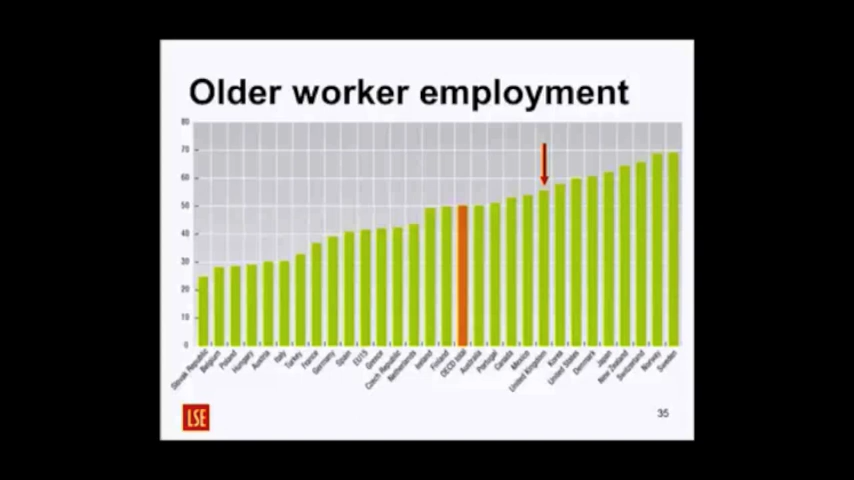 Older worker employment
80
70
60
50
40
30
20
10
0
Slovak Republic
Belgium
Poland
Hungary
Austria
Italy
Turkey
France
Germany
Spain
EU15
Greece
Czech Republic
Netherlands
Ireland
Finland
OECD total
Australia
Portugal
Canada
Mexico
United Kingdom
Korea
United States
Denmark
Japan
New Zealand
Switzerland
Norway
Sweden
LSE
35